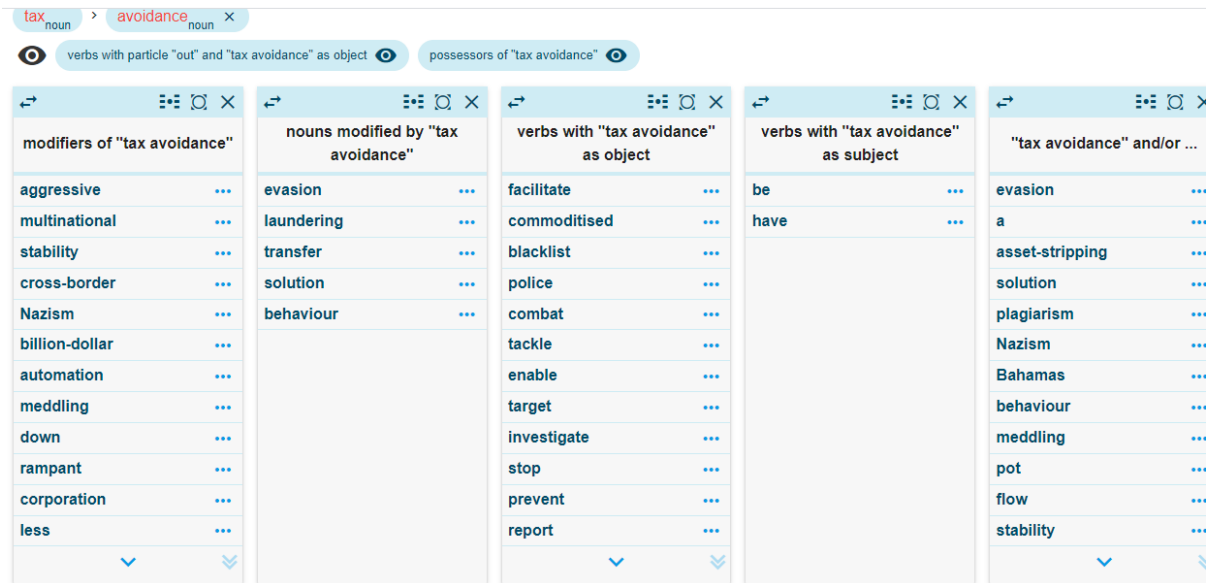 tax noun > avoidance noun ×
verbs with particle "out" and "tax avoidance" as object
possessors of "tax avoidance"
modifiers of "tax avoidance"
aggressive
multinational
stability
cross-border
Nazism
billion-dollar
automation
meddling
down
rampant
corporation
less
nouns modified by "tax
avoidance"
evasion
laundering
transfer
solution
behaviour
verbs with "tax avoidance"
as object
facilitate
commoditised
blacklist
police
combat
tackle
enable
target
investigate
stop
prevent
report
verbs with "tax avoidance"
as subject
be
have
"tax avoidance" and/or ...
evasion
a
asset-stripping
solution
plagiarism
Nazism
Bahamas
behaviour
meddling
pot
flow
stability